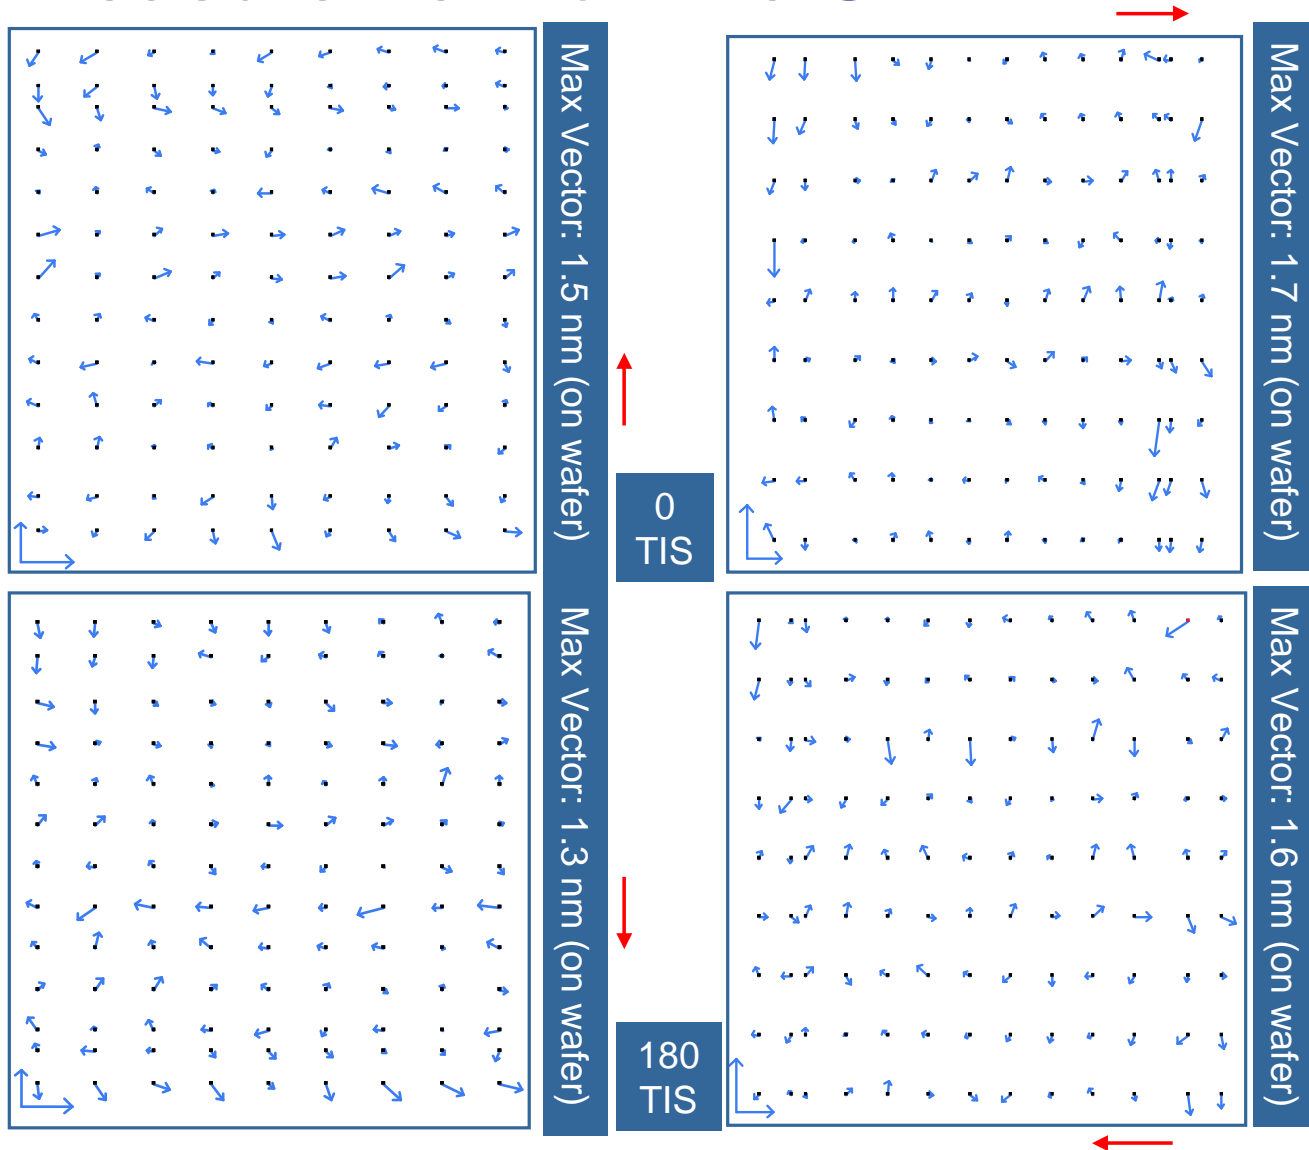 Max Vector: 1.5 nm (on wafer)
Max Vector: 1.7 nm (on wafer)
0
TIS
Max Vector: 1.3 nm (on wafer)
Max Vector: 1.6 nm (on wafer)
180
TIS